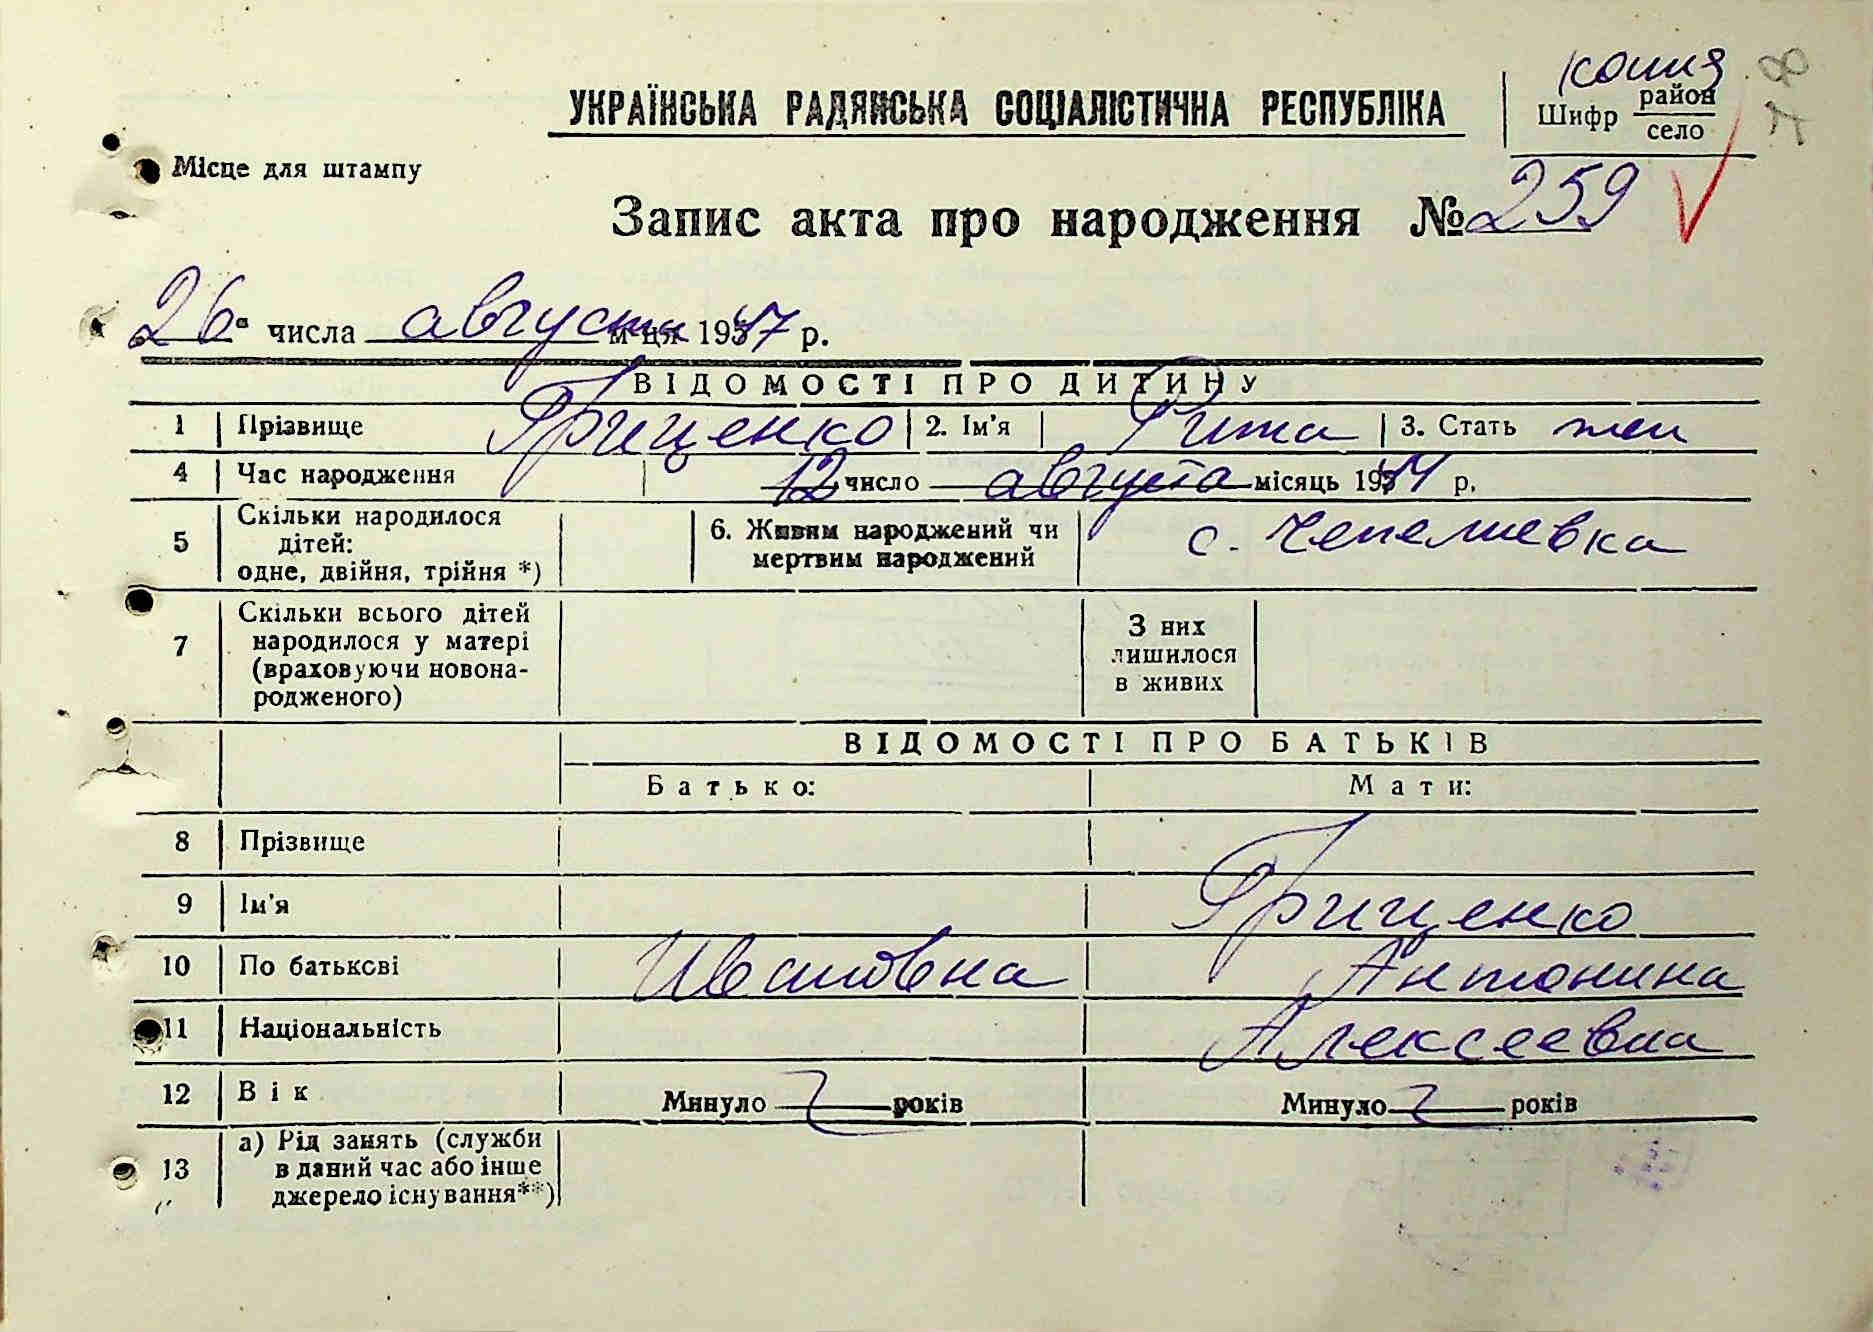 копия
УКРАЇНСЬКА РАДЯНСЬКА СОЦІАЛІСТИЧНА РЕСПУБЛІКА
Шифр район село
78
Місце для штампу
Запис акта про народження № 259
26 числа августа м-ця 1947 р.
ВІДОМОСТІ ПРО ДИТИНУ
1 Прізвище Гриценко 2. Ім'я Рита 3. Стать жен
4 Час народження 12 число августа місяць 1944 р.
5 Скільки народилося дітей: одне, двійня, трійня *) 6. Живим народжений чи мертвим народжений с. Чепелиевка
7 Скільки всього дітей народилося у матері (враховуючи новонародженого) З них лишилося в живих
ВІДОМОСТІ ПРО БАТЬКІВ
Батько: Мати:
8 Прізвище
9 Ім'я Гриценко
10 По батькові Ивановна Антонина
11 Національність Алексеевна
12 Вік Минуло років Минуло років
13 а) Рід занять (служби в даний час або інше джерело існування**)